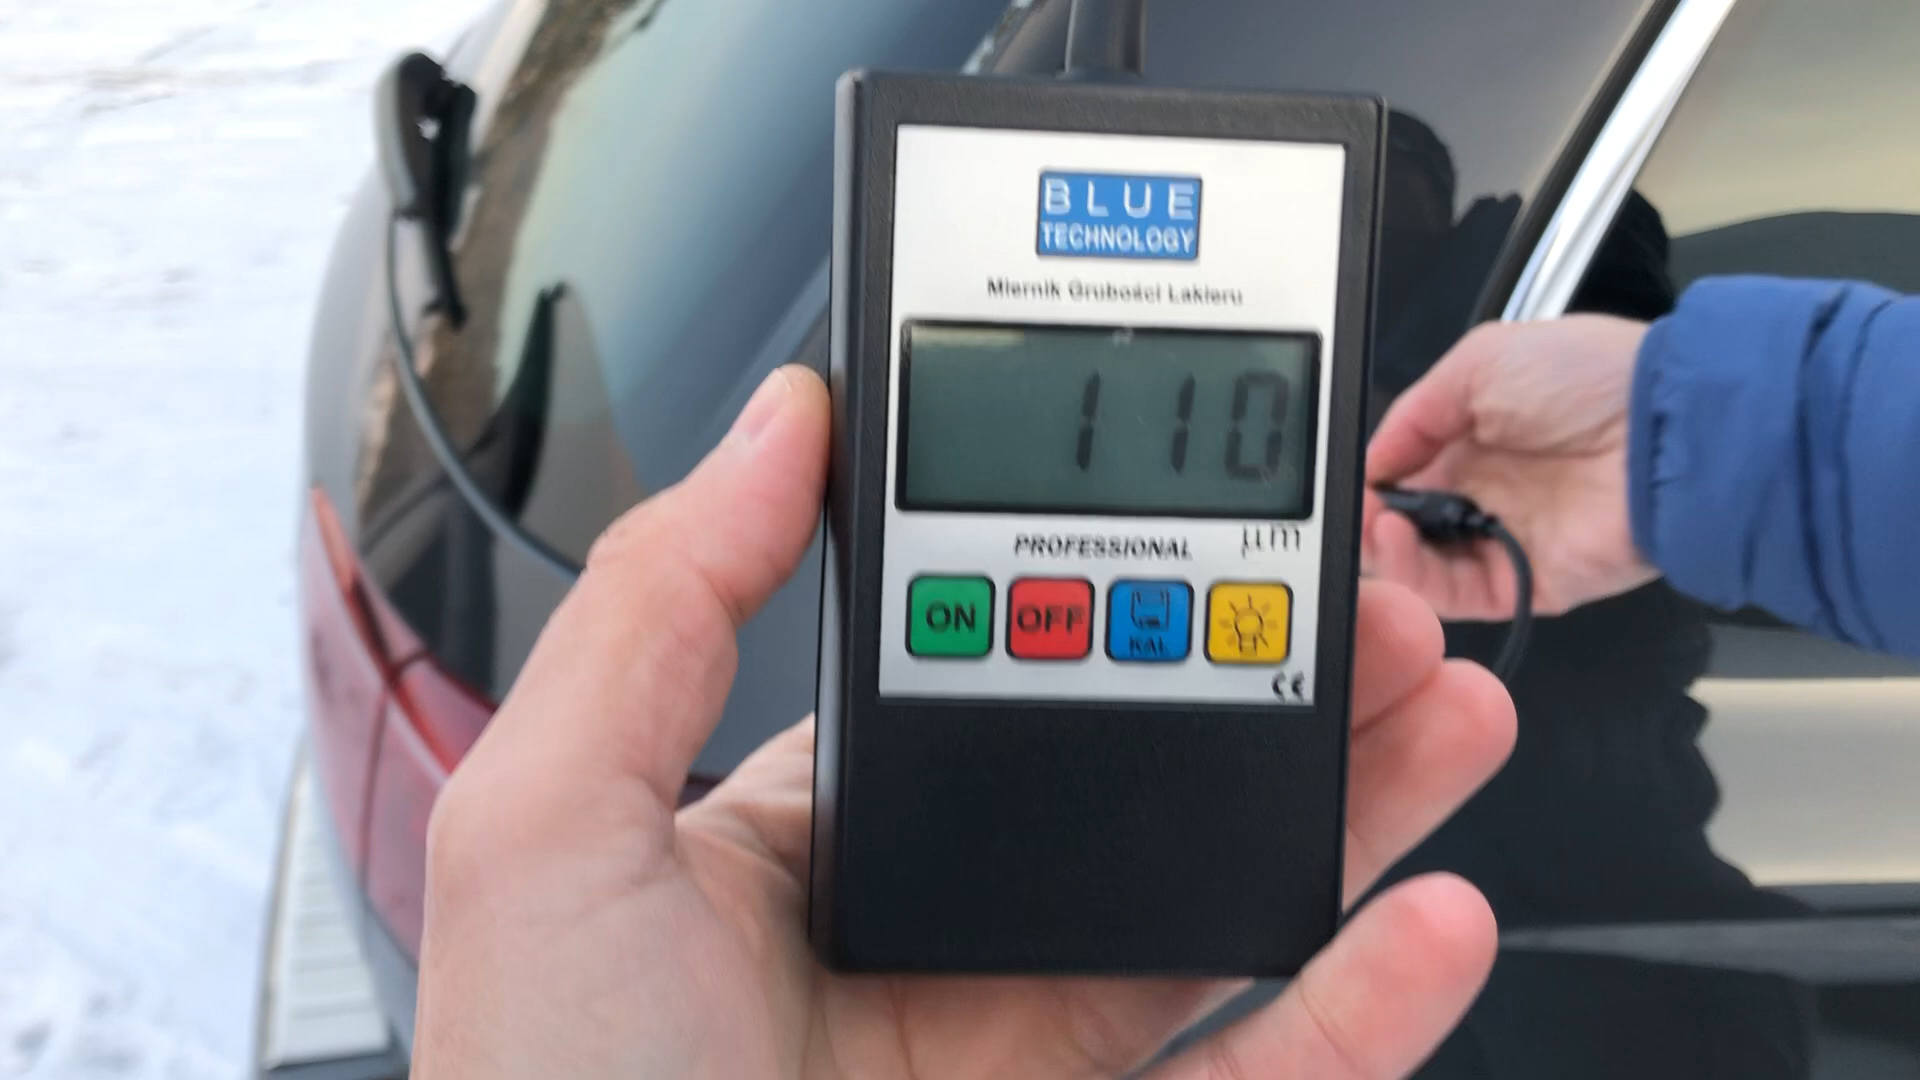 BLUE
TECHNOLOGY
Miernik Grubości Lakieru
110
PROFESSIONAL µm
ON OFF KAL
CE